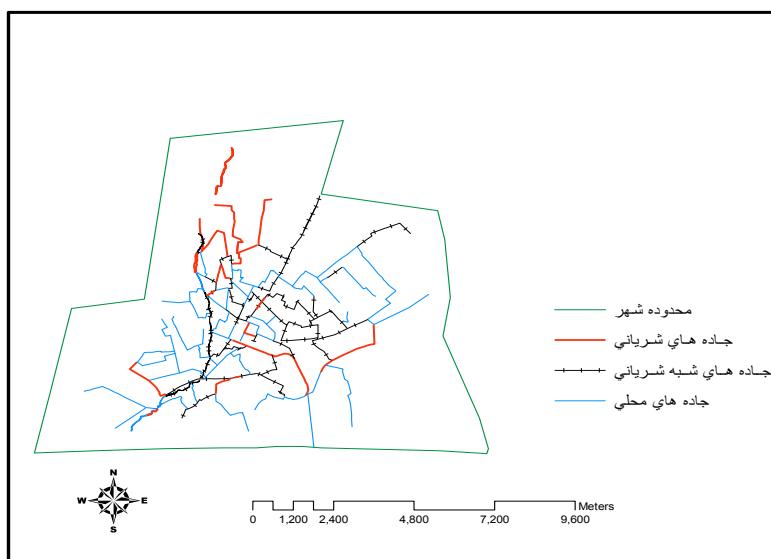 محدوده شهر
جاده هاي شرياني
جاده هاي شبه شرياني
جاده هاي محلي
N
W E
S
Meters
0 1,200 2,400 4,800 7,200 9,600